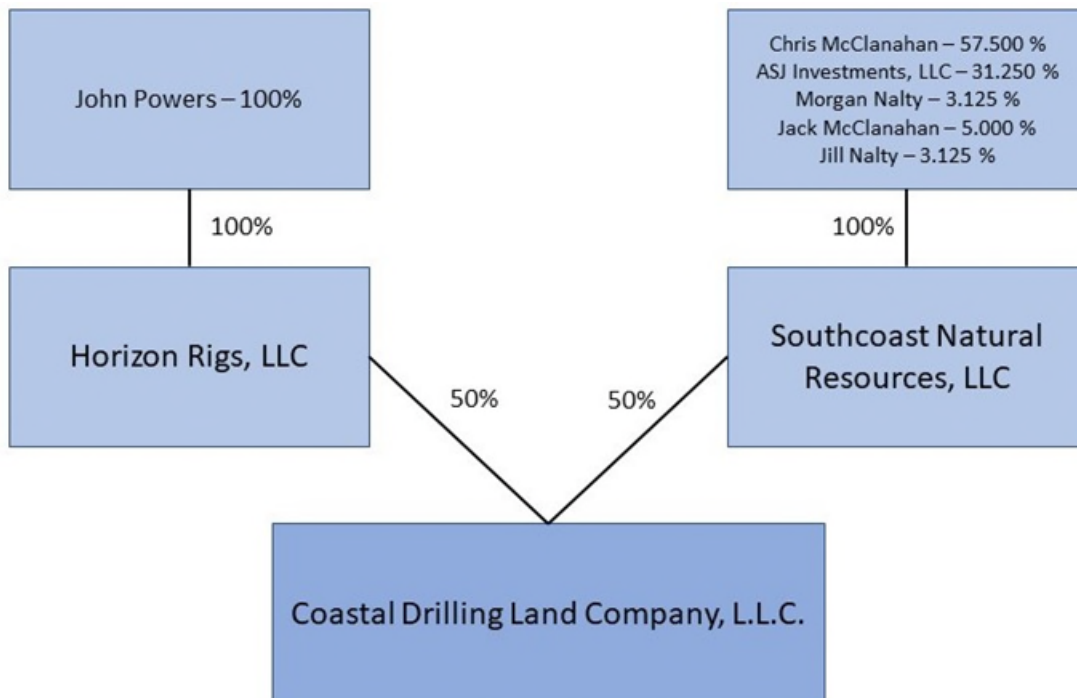 John Powers – 100%
Chris McClanahan – 57.500 %
ASJ Investments, LLC – 31.250 %
Morgan Nalty – 3.125 %
Jack McClanahan – 5.000 %
Jill Nalty – 3.125 %
100%
100%
Horizon Rigs, LLC
Southcoast Natural
Resources, LLC
50%
50%
Coastal Drilling Land Company, L.L.C.